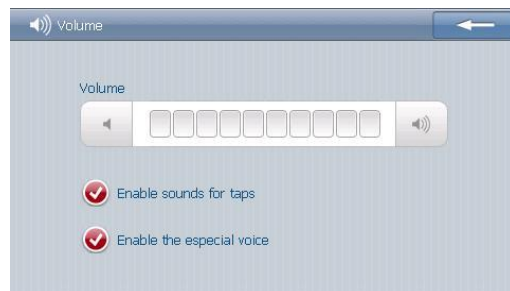 Volume
Volume
Enable sounds for taps
Enable the especial voice